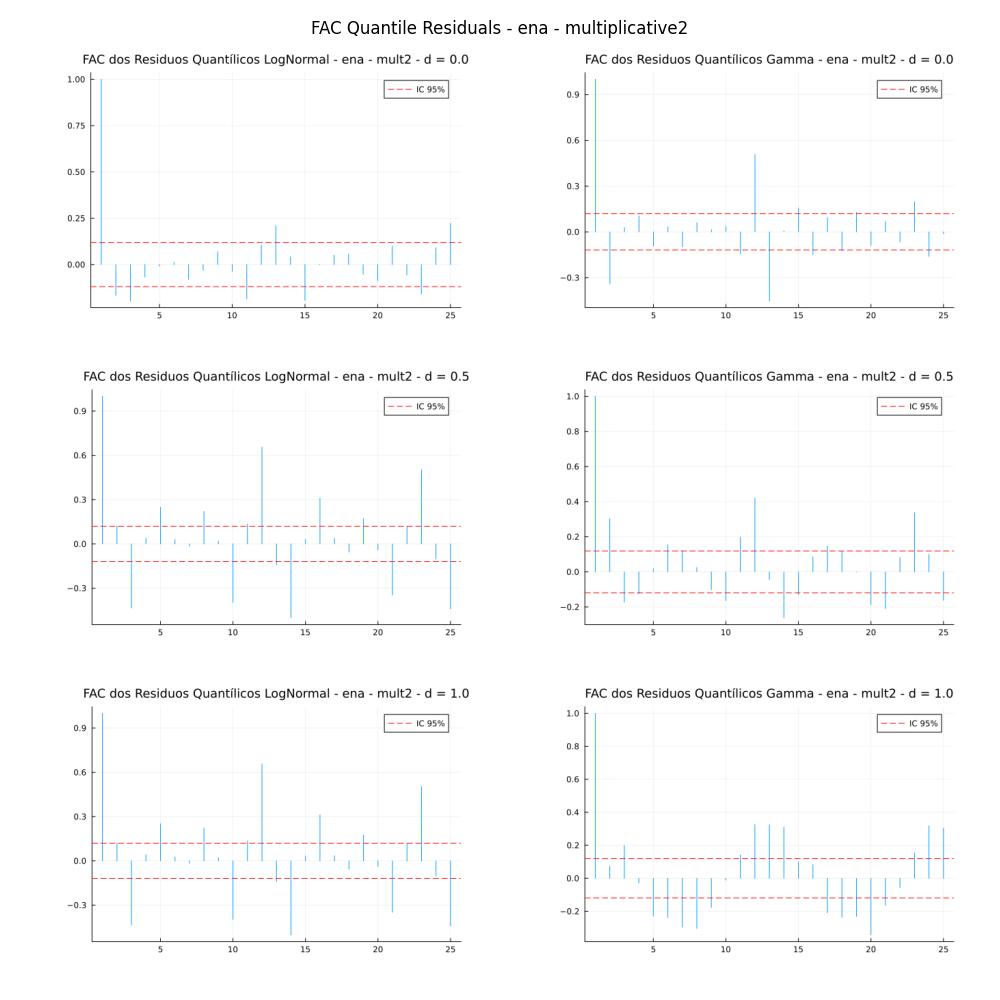 FAC Quantile Residuals - ena - multiplicative2
FAC dos Residuos Quantílicos LogNormal - ena - mult2 - d = 0.0
IC 95%
1.00
0.75
0.50
0.25
0.00
5 10 15 20 25
FAC dos Residuos Quantílicos Gamma - ena - mult2 - d = 0.0
IC 95%
0.9
0.6
0.3
0.0
−0.3
5 10 15 20 25
FAC dos Residuos Quantílicos LogNormal - ena - mult2 - d = 0.5
IC 95%
0.9
0.6
0.3
0.0
−0.3
5 10 15 20 25
FAC dos Residuos Quantílicos Gamma - ena - mult2 - d = 0.5
IC 95%
1.0
0.8
0.6
0.4
0.2
0.0
−0.2
5 10 15 20 25
FAC dos Residuos Quantílicos LogNormal - ena - mult2 - d = 1.0
IC 95%
0.9
0.6
0.3
0.0
−0.3
5 10 15 20 25
FAC dos Residuos Quantílicos Gamma - ena - mult2 - d = 1.0
IC 95%
1.0
0.8
0.6
0.4
0.2
0.0
−0.2
5 10 15 20 25